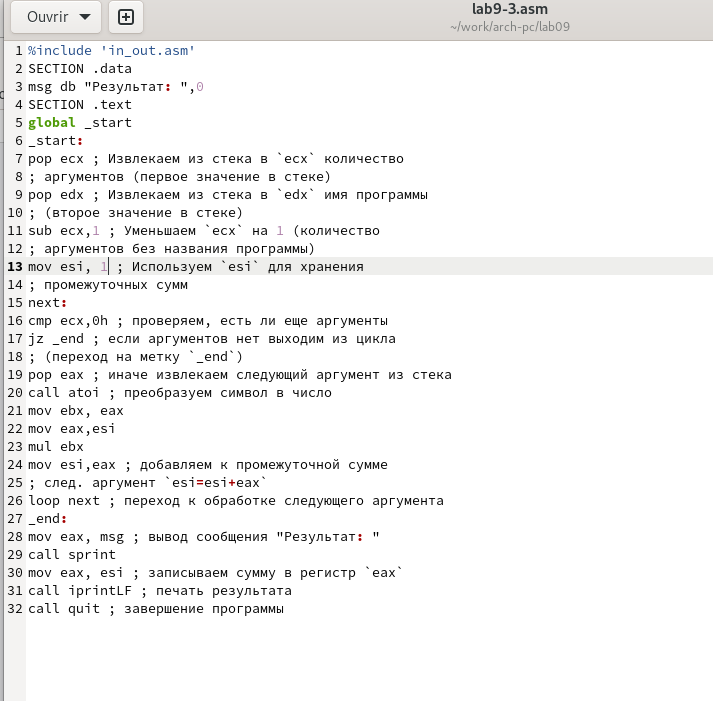 Ouvrir
lab9-3.asm
~/work/arch-pc/lab09
1 %include 'in_out.asm'
2 SECTION .data
3 msg db "Результат: ",0
4 SECTION .text
5 global _start
6 _start:
7 pop ecx ; Извлекаем из стека в `ecx` количество
8 ; аргументов (первое значение в стеке)
9 pop edx ; Извлекаем из стека в `edx` имя программы
10 ; (второе значение в стеке)
11 sub ecx,1 ; Уменьшаем `ecx` на 1 (количество
12 ; аргументов без названия программы)
13 mov esi, 1 ; Используем `esi` для хранения
14 ; промежуточных сумм
15 next:
16 cmp ecx,0h ; проверяем, есть ли еще аргументы
17 jz _end ; если аргументов нет выходим из цикла
18 ; (переход на метку `_end`)
19 pop eax ; иначе извлекаем следующий аргумент из стека
20 call atoi ; преобразуем символ в число
21 mov ebx, eax
22 mov eax,esi
23 mul ebx
24 mov esi,eax ; добавляем к промежуточной сумме
25 ; след. аргумент `esi=esi+eax`
26 loop next ; переход к обработке следующего аргумента
27 _end:
28 mov eax, msg ; вывод сообщения "Результат: "
29 call sprint
30 mov eax, esi ; записываем сумму в регистр `eax`
31 call iprintLF ; печать результата
32 call quit ; завершение программы